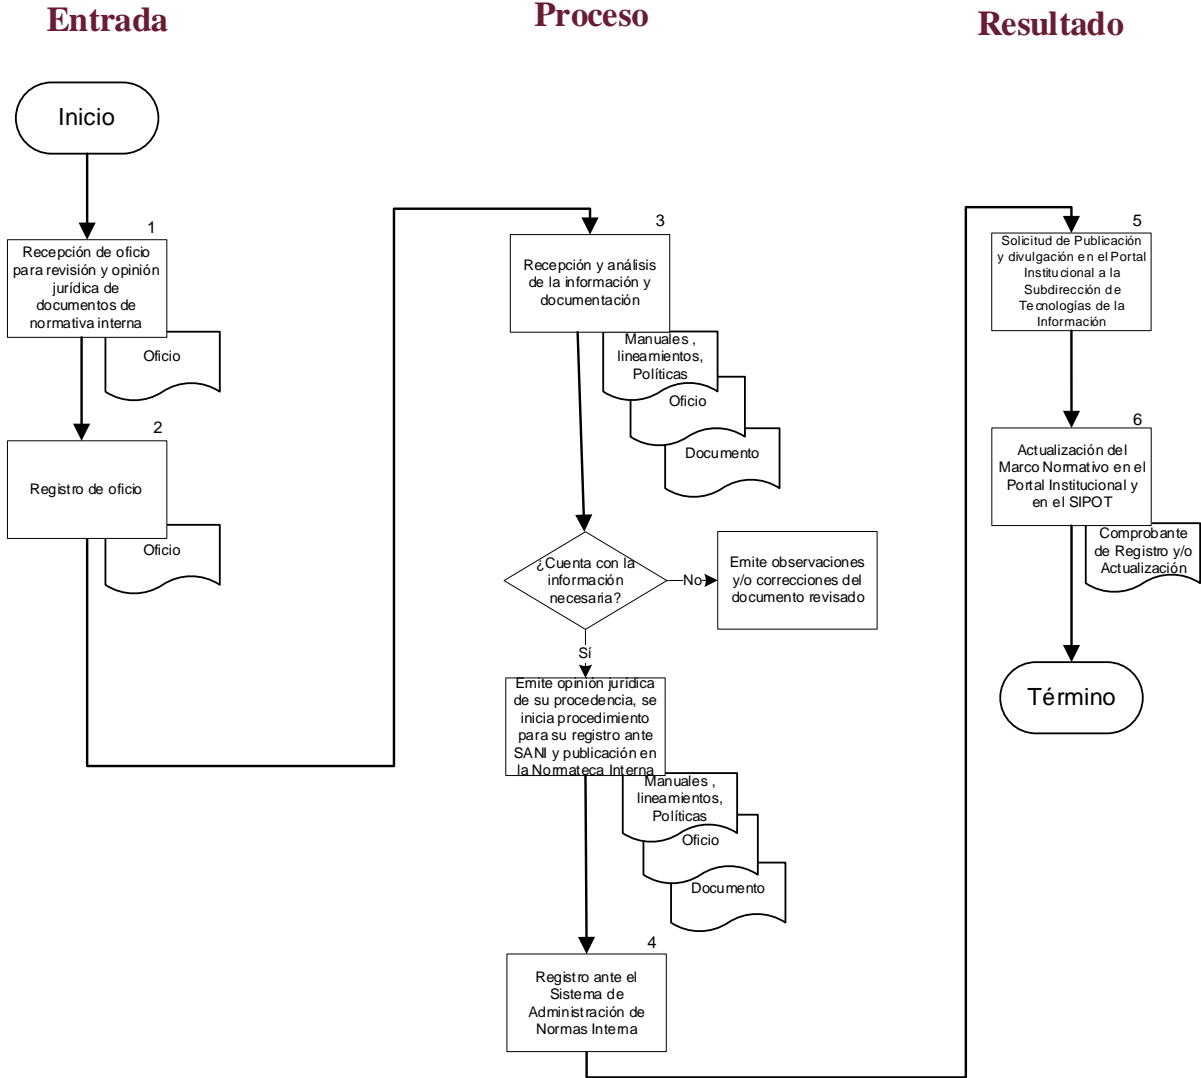 Entrada
Proceso
Resultado
Inicio
1
Recepción de oficio
para revisión y opinión
jurídica de
documentos de
normativa interna
Oficio
2
Registro de oficio
Oficio
3
Recepción y análisis
de la información y
documentación
Manuales ,
lineamientos,
Políticas
Oficio
Documento
¿Cuenta con la
información
necesaria?
No
Emite observaciones
y/o correcciones del
documento revisado
Sí
Emite opinión jurídica
de su procedencia, se
inicia procedimiento
para su registro ante
SANI y publicación en
la Normateca Interna
Manuales ,
lineamientos,
Políticas
Oficio
Documento
4
Registro ante el
Sistema de
Administración de
Normas Interna
5
Solicitud de Publicación
y divulgación en el Portal
Institucional a la
Subdirección de
Tecnologías de la
Información
6
Actualización del
Marco Normativo en el
Portal Institucional y
en el SIPOT
Comprobante
de Registro y/o
Actualización
Término